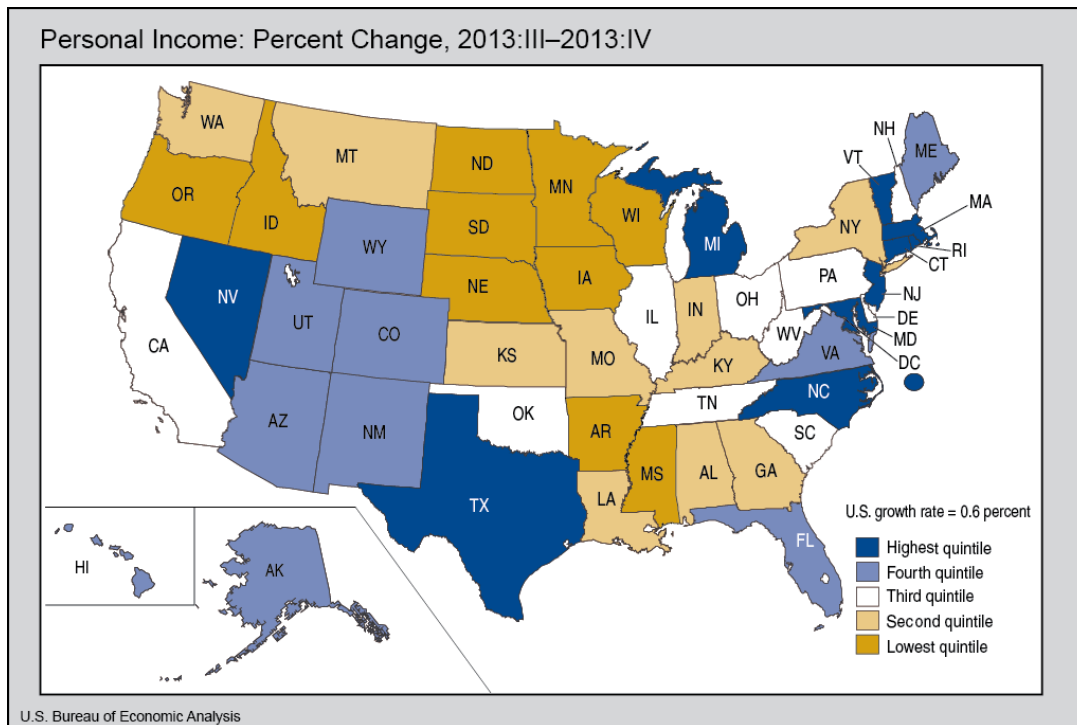 Personal Income: Percent Change, 2013:III–2013:IV
WA
MT
ND
MN
OR
ID
WY
SD
WI
MI
NH
VT
ME
NY
MA
RI
CT
NV
UT
CO
NE
IA
IL
IN
OH
PA
NJ
DE
MD
DC
WV
VA
CA
KS
MO
KY
NC
AZ
NM
OK
TN
SC
AR
MS
AL
GA
TX
LA
FL
HI
AK
U.S. growth rate = 0.6 percent
Highest quintile
Fourth quintile
Third quintile
Second quintile
Lowest quintile
U.S. Bureau of Economic Analysis